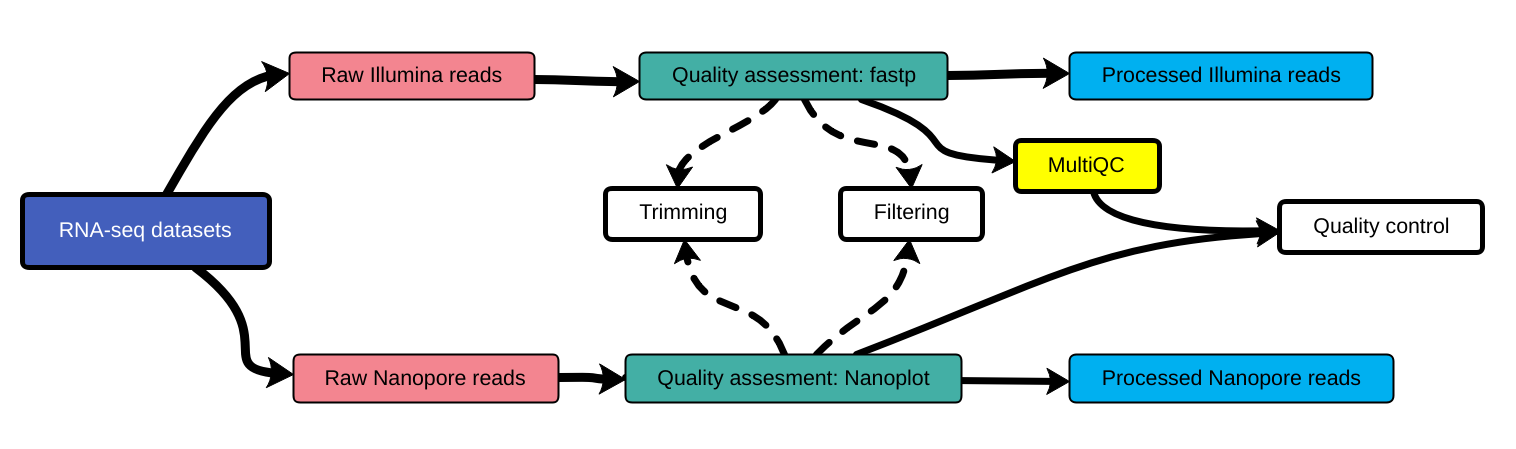 Raw Illumina reads
Quality assessment: fastp
Processed Illumina reads
MultiQC
RNA-seq datasets
Trimming
Filtering
Quality control
Raw Nanopore reads
Quality assesment: Nanoplot
Processed Nanopore reads